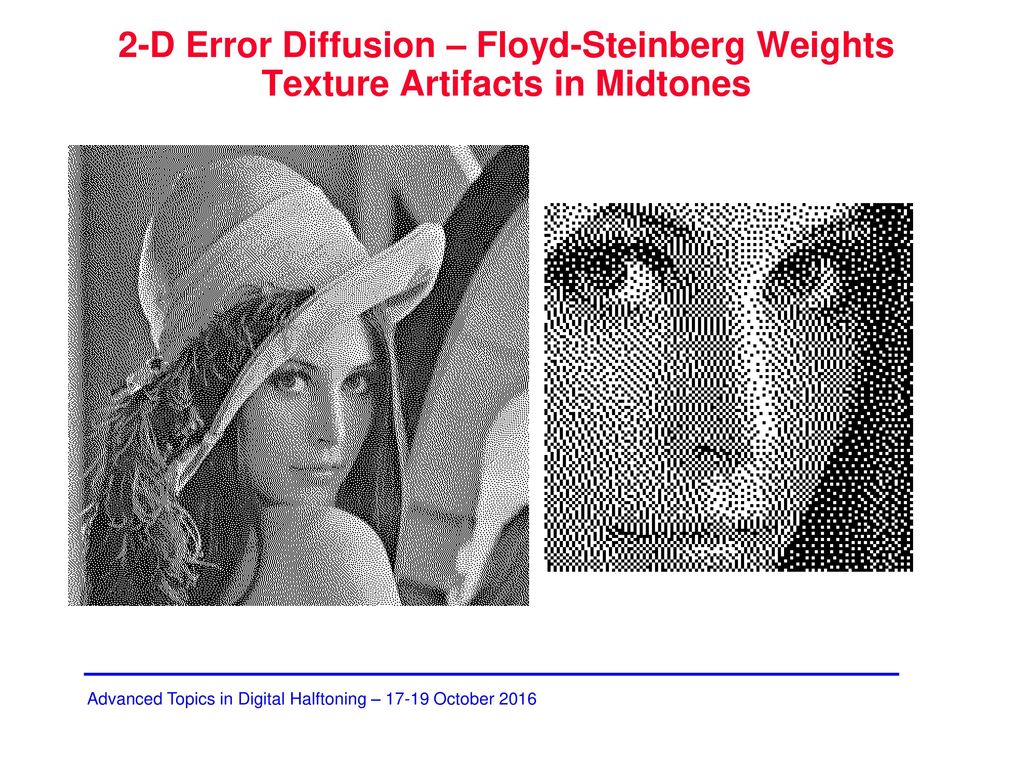 2-D Error Diffusion – Floyd-Steinberg Weights
Texture Artifacts in Midtones
Advanced Topics in Digital Halftoning – 17-19 October 2016